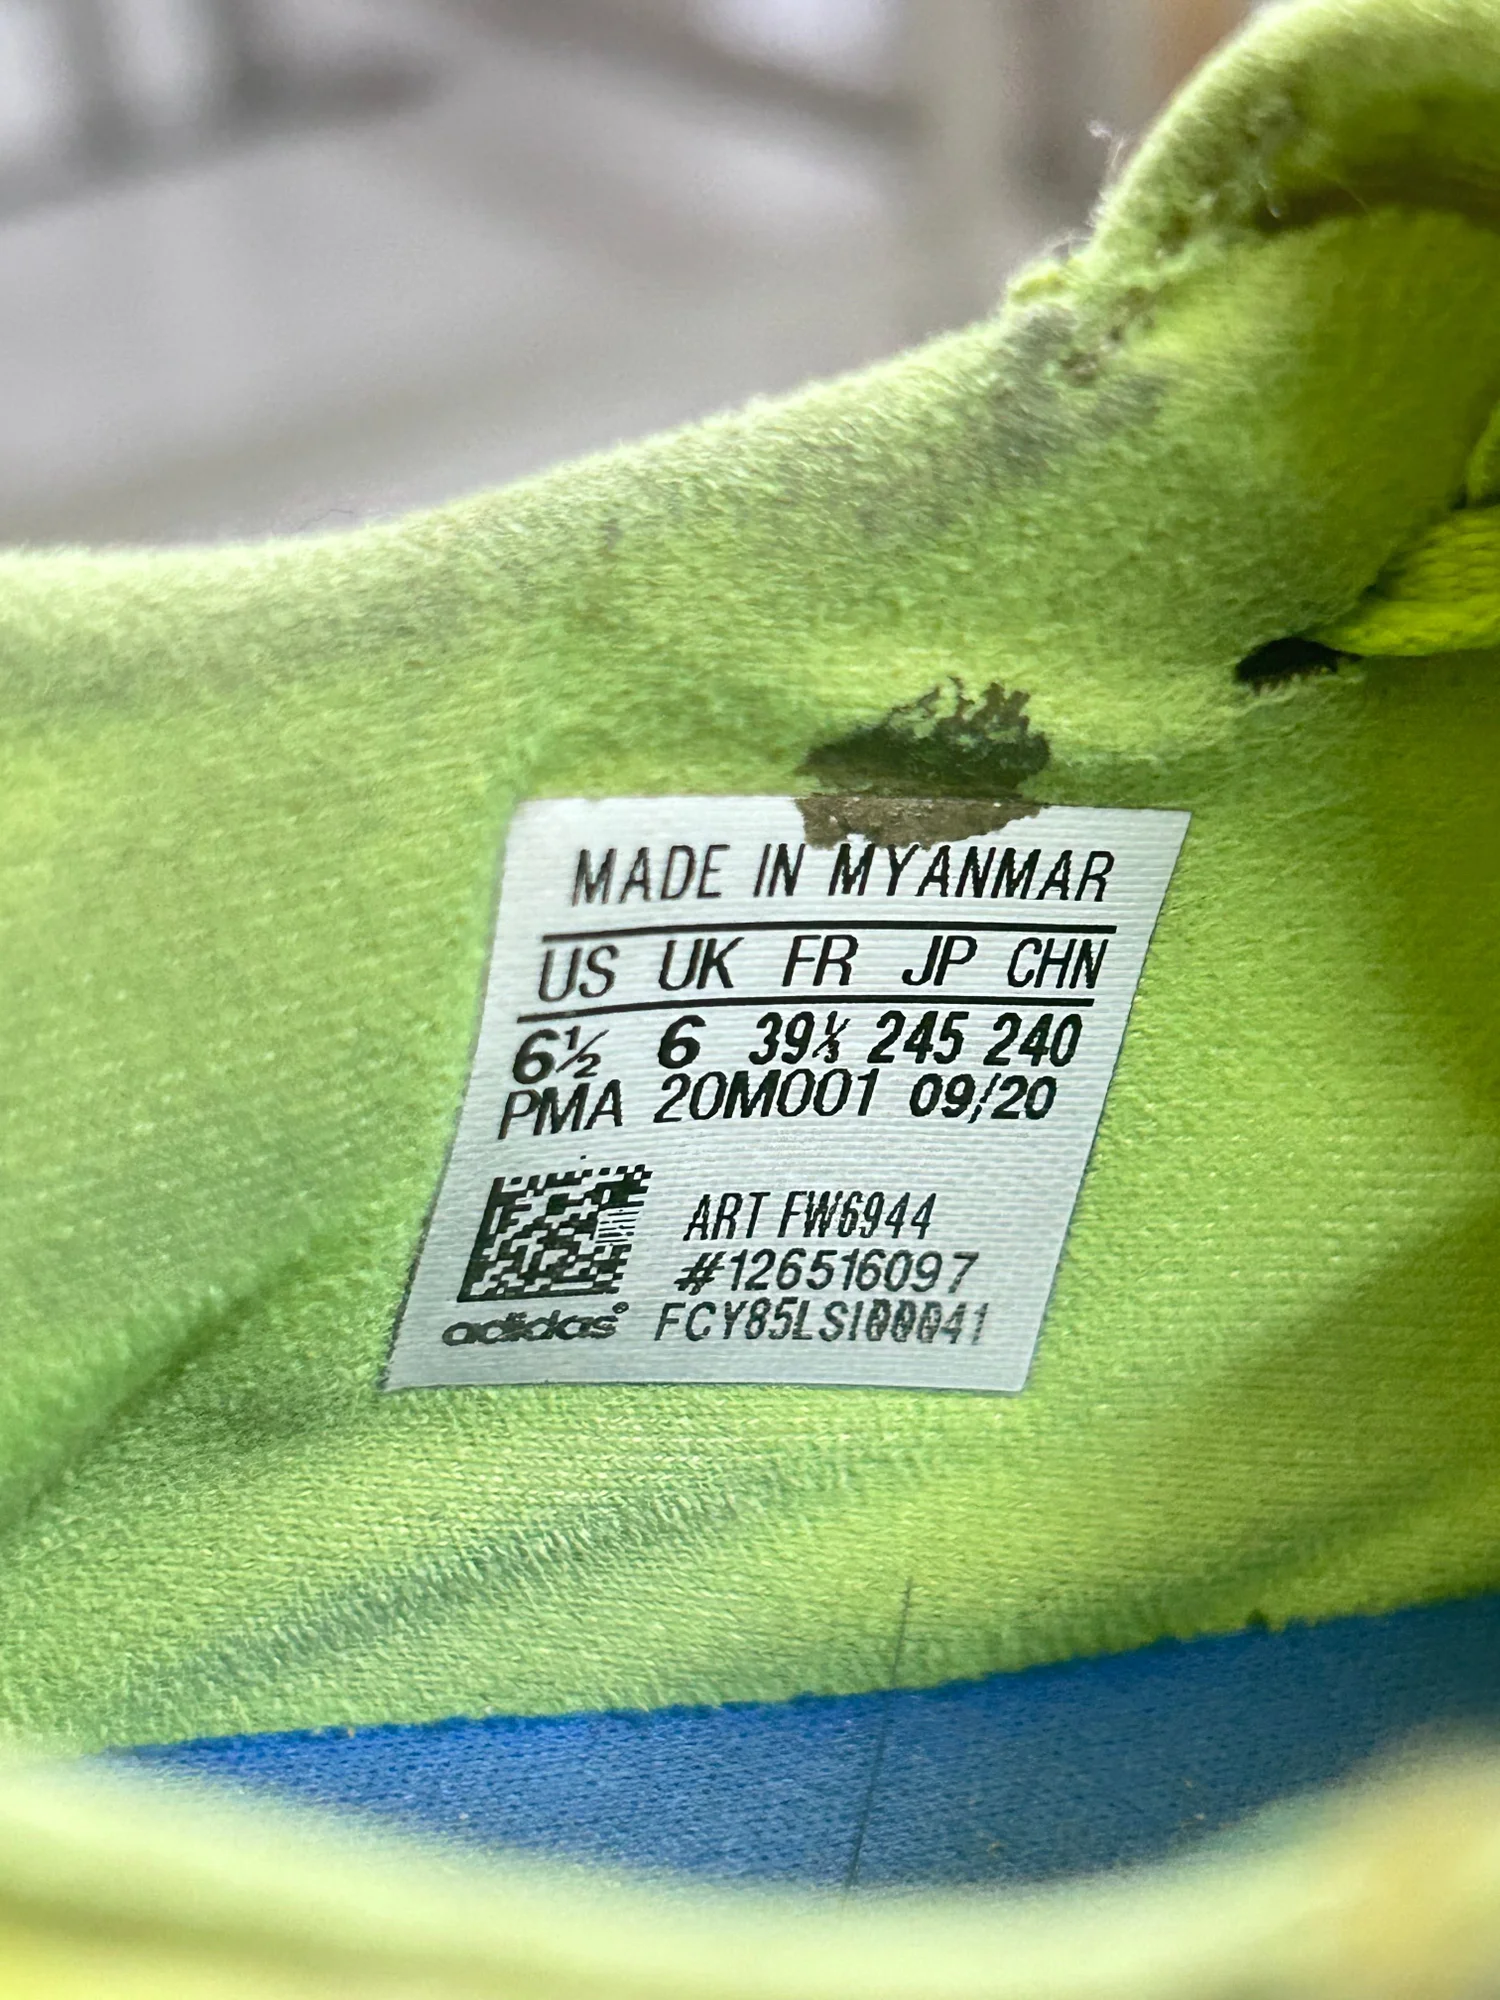 MADE IN MYANMAR
US UK FR JP CHN
6½ 6 39⅓ 245 240
PMA 20M001 09/20
ART FW6944
#126516097
adidas® FCY85LSI00041